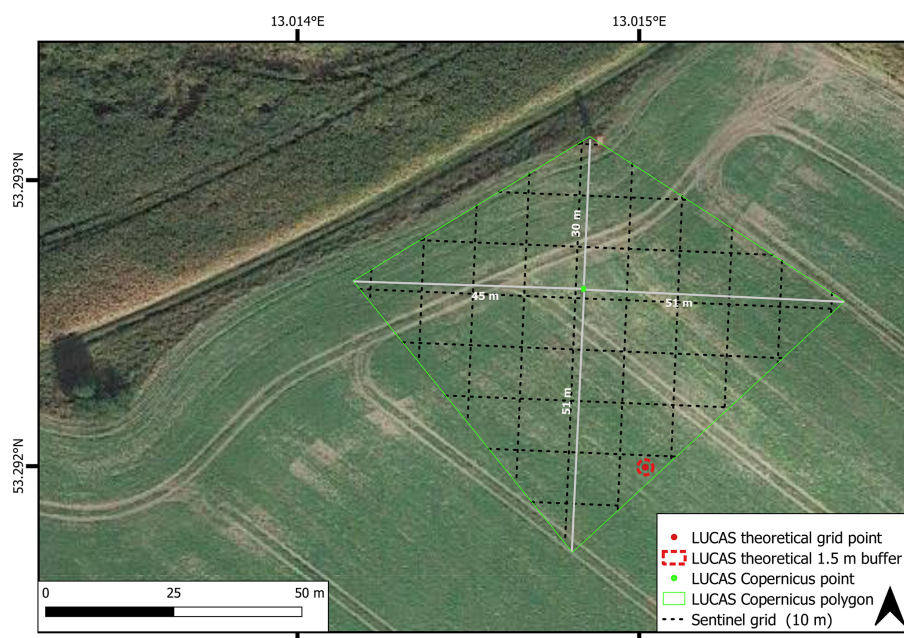 13.014°E
13.015°E
53.293°N
30 m
45 m
51 m
51 m
53.292°N
LUCAS theoretical grid point
LUCAS theoretical 1.5 m buffer
LUCAS Copernicus point
LUCAS Copernicus polygon
Sentinel grid (10 m)
0
25
50 m